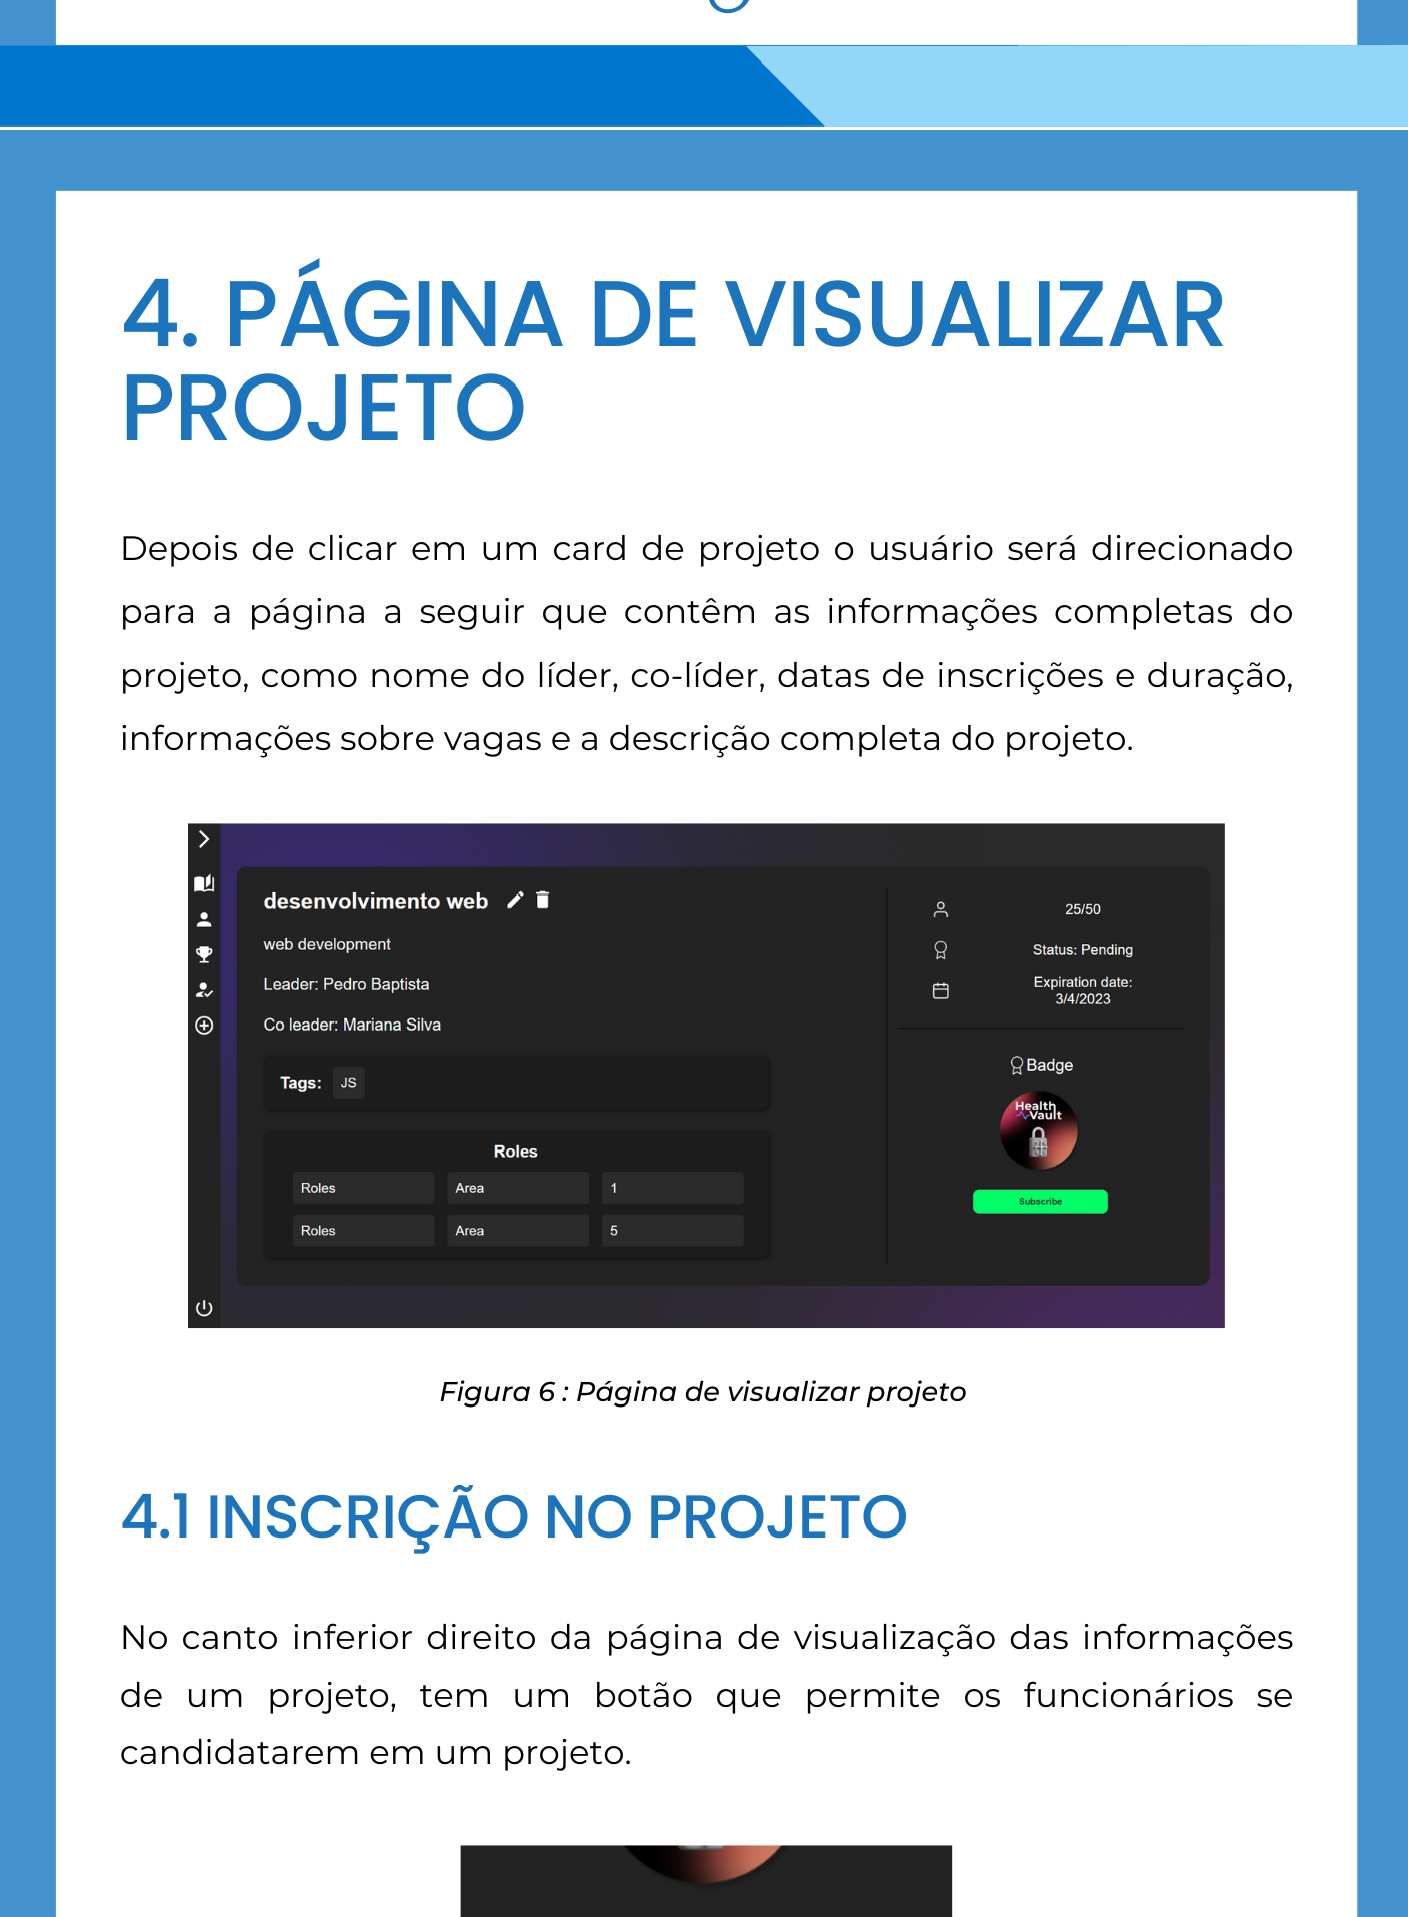 4. PÁGINA DE VISUALIZAR
PROJETO
Depois de clicar em um card de projeto o usuário será direcionado
para a página a seguir que contêm as informações completas do
projeto, como nome do líder, co-líder, datas de inscrições e duração,
informações sobre vagas e a descrição completa do projeto.
desenvolvimento web
web development
Leader: Pedro Baptista
Co leader: Mariana Silva
Tags: JS
Roles
Roles Area 1
Roles Area 5
25/50
Status: Pending
Expiration date:
3/4/2023
Badge
Health
Vault
Subscribe
Figura 6 : Página de visualizar projeto
4.1 INSCRIÇÃO NO PROJETO
No canto inferior direito da página de visualização das informações
de um projeto, tem um botão que permite os funcionários se
candidatarem em um projeto.